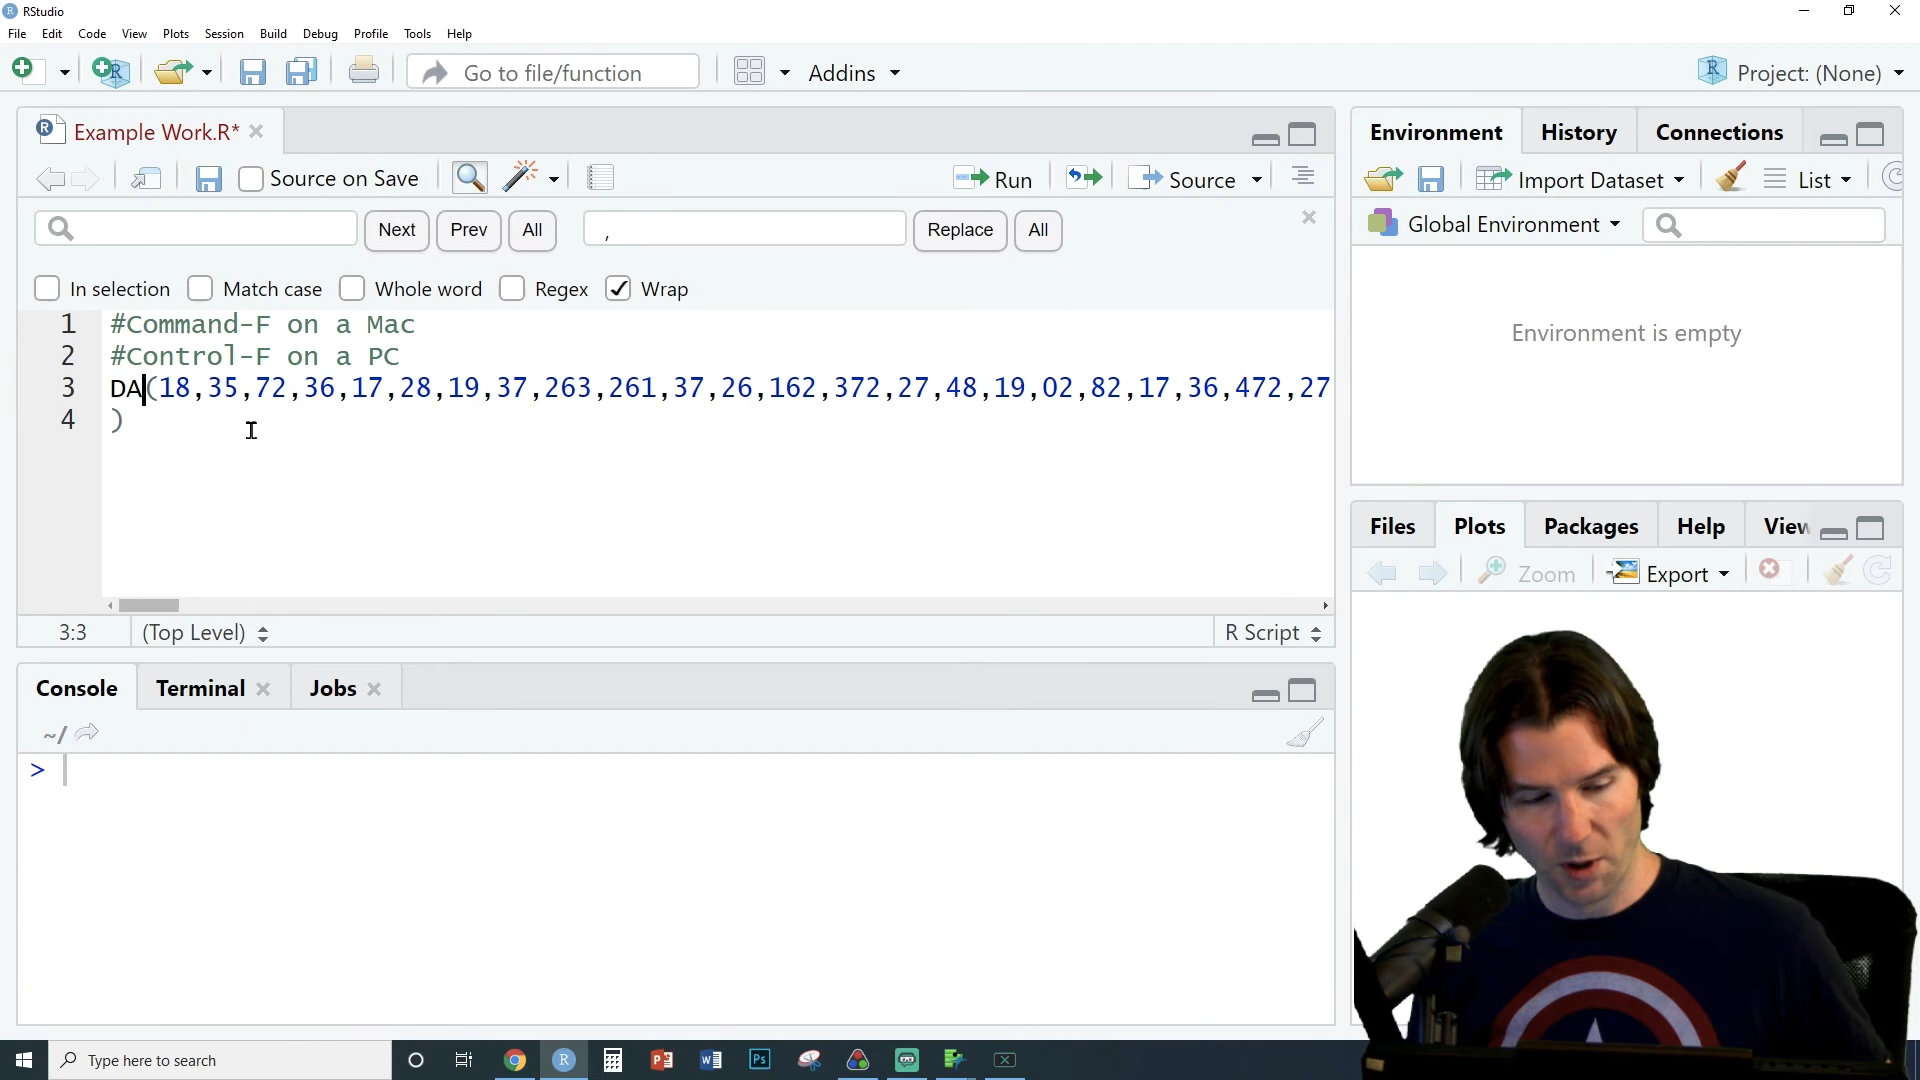 RStudio
File Edit Code View Plots Session Build Debug Profile Tools Help
Go to file/function Addins Project: (None)
Example Work.R*
Source on Save Run Source
Next Prev All , Replace All
In selection Match case Whole word Regex Wrap
1 #Command-F on a Mac
2 #Control-F on a PC
3 DA(18,35,72,36,17,28,19,37,263,261,37,26,162,372,27,48,19,02,82,17,36,472,27
4 )
3:3 (Top Level) R Script
Console Terminal Jobs
~/
>
Environment History Connections
Import Dataset List
Global Environment
Environment is empty
Files Plots Packages Help View
Zoom Export
Type here to search